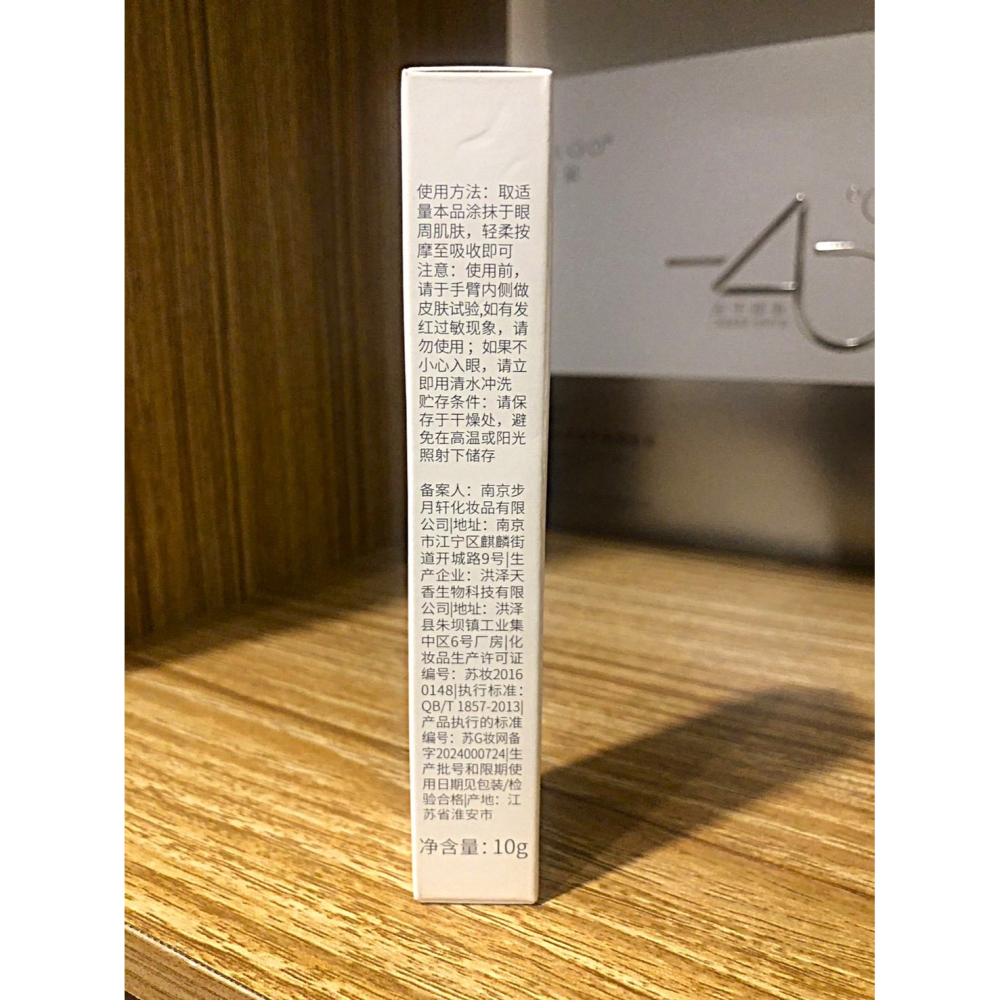 使用方法：取适
量本品涂抹于眼
周肌肤，轻柔按
摩至吸收即可
注意：使用前，
请于手臂内侧做
皮肤试验,如有发
红过敏现象，请
勿使用；如果不
小心入眼，请立
即用清水冲洗
贮存条件：请保
存于干燥处，避
免在高温或阳光
照射下储存
备案人：南京步
月轩化妆品有限
公司|地址：南京
市江宁区麒麟街
道开城路9号|生
产企业：洪泽天
香生物科技有限
公司|地址：洪泽
县朱坝镇工业集
中区6号厂房|化
妆品生产许可证
编号：苏妆2016
0148|执行标准：
QB/T 1857-2013|
产品执行的标准
编号：苏G妆网备
字2024000724|生
产批号和限期使
用日期见包装/检
验合格|产地：江
苏省淮安市
净含量：10g
-45